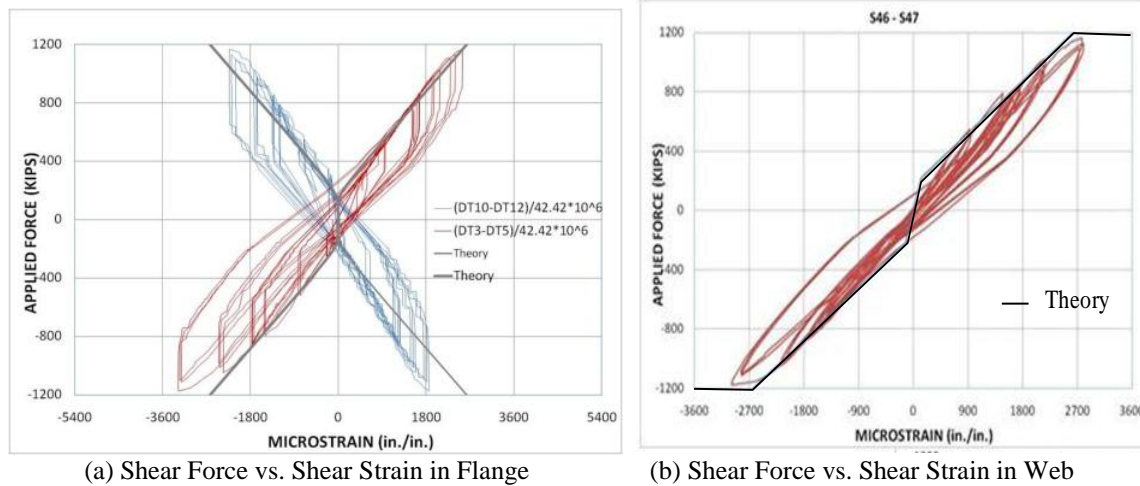 S46 - S47
1200
800
400
0
-400
-800
-1200
APPLIED FORCE (KIPS)
(DT10-DT12)/42.42*10^6
(DT3-DT5)/42.42*10^6
Theory
Theory
-5400 -3600 -1800 0 1800 3600 5400
MICROSTRAIN (in./in.)
1200
800
400
0
-400
-800
-1200
APPLIED FORCE (KIPS)
Theory
-3600 -2700 -1800 -900 0 900 1800 2700 3600
MICROSTRAIN (in./in.)
(a) Shear Force vs. Shear Strain in Flange
(b) Shear Force vs. Shear Strain in Web